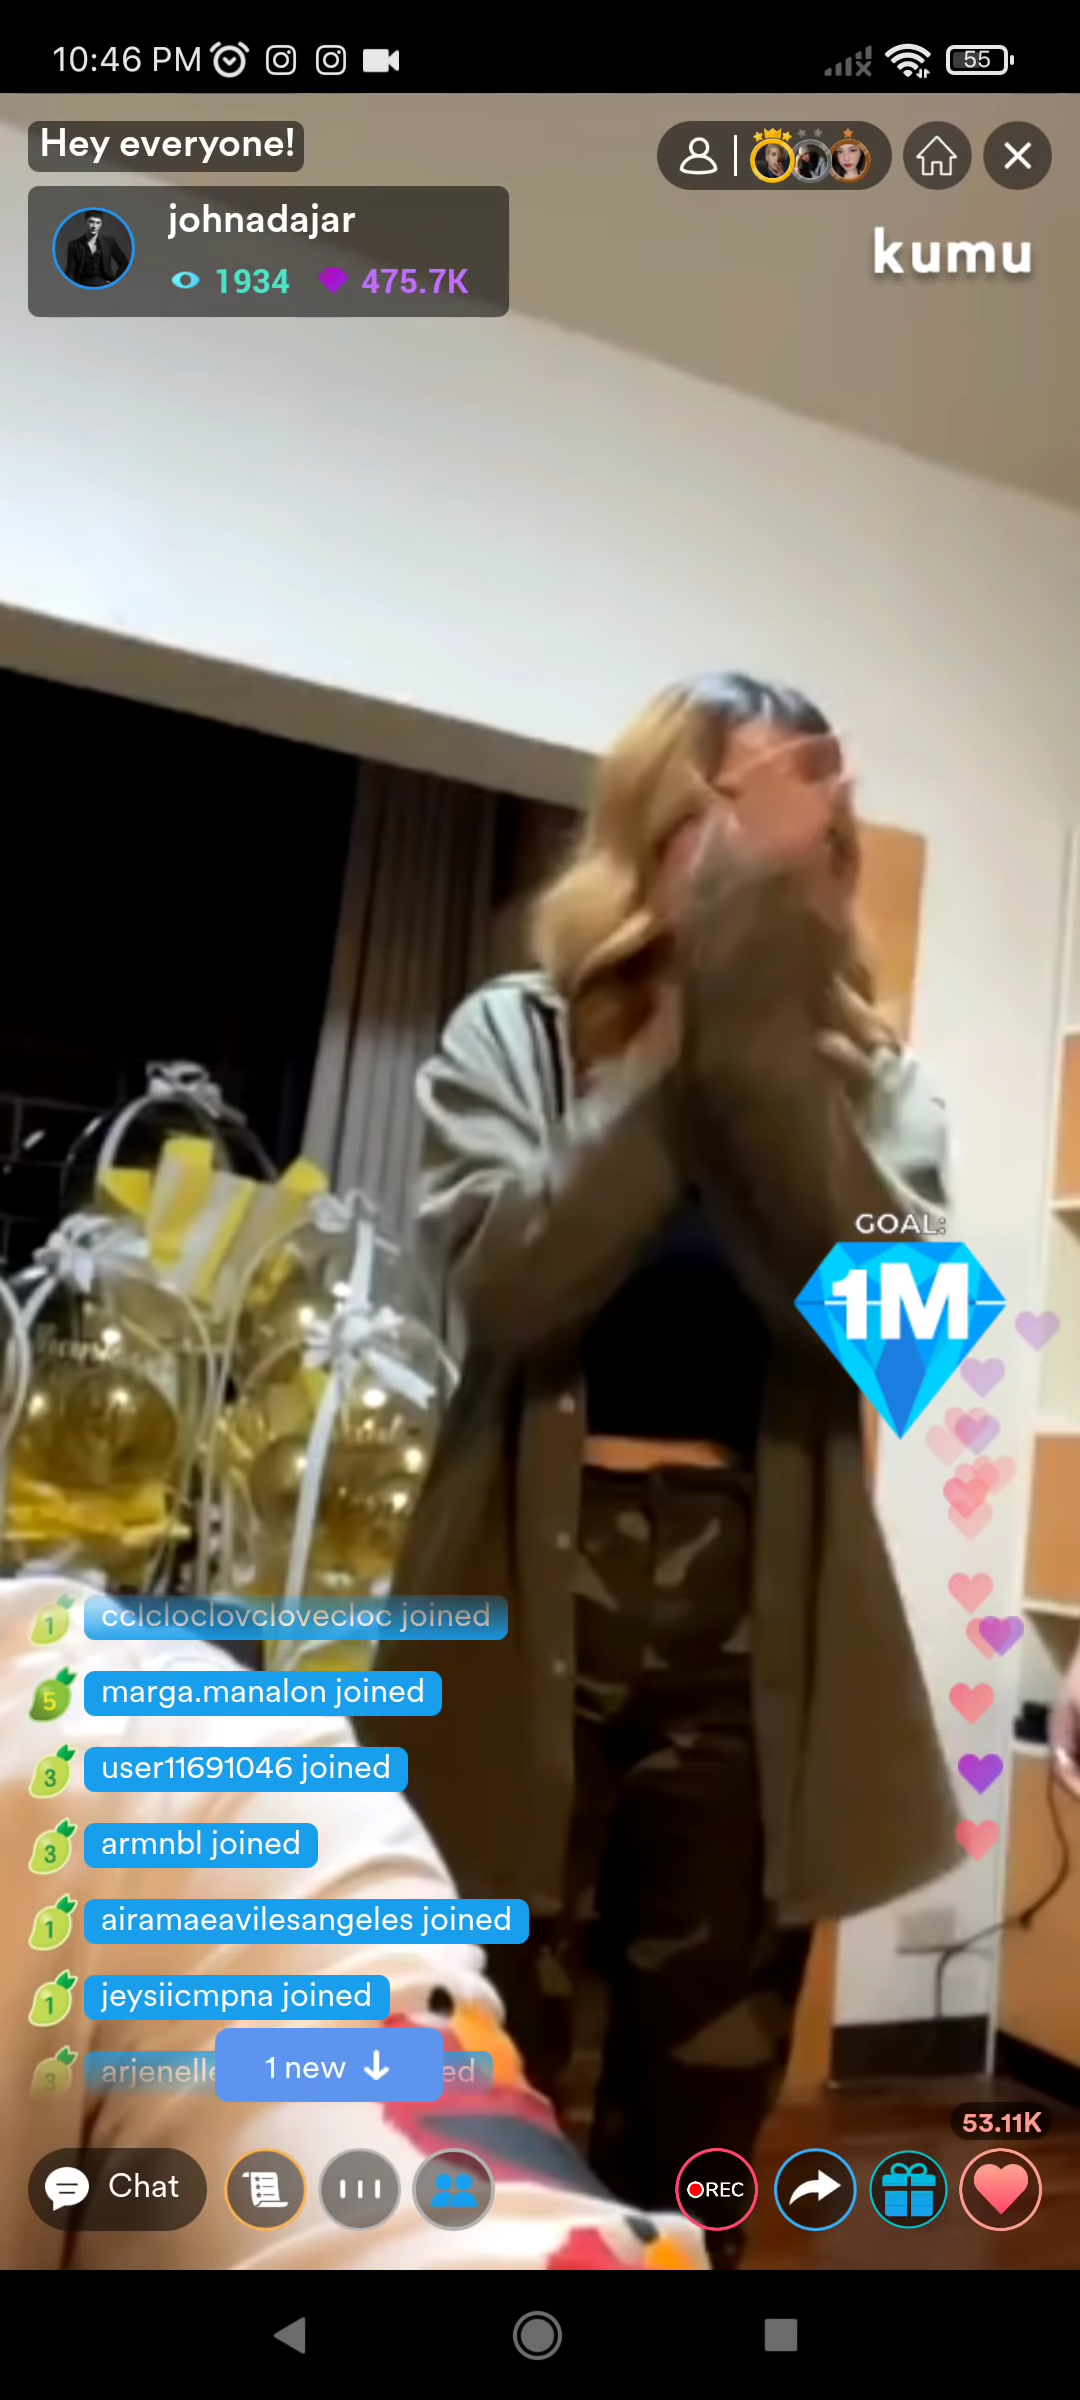 10:46 PM
55
Hey everyone!
johnadajar
1934 475.7K
kumu
GOAL:
1M
1 cclcloclovclovecloc joined
5 marga.manalon joined
3 user11691046 joined
3 armnbl joined
1 airamaeavilesangeles joined
1 jeysiicmpna joined
3
1 new
53.11K
Chat
REC